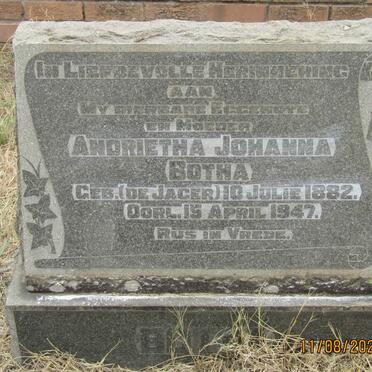 In Liefdevolle Herinnering
aan
My dierbare Eggenote
en Moeder
Andrietha Johanna
Botha
Geb. (de Jager) 10 Julie 1882.
Oorl. 15 April 1947.
Rus in Vrede.
11/08/202